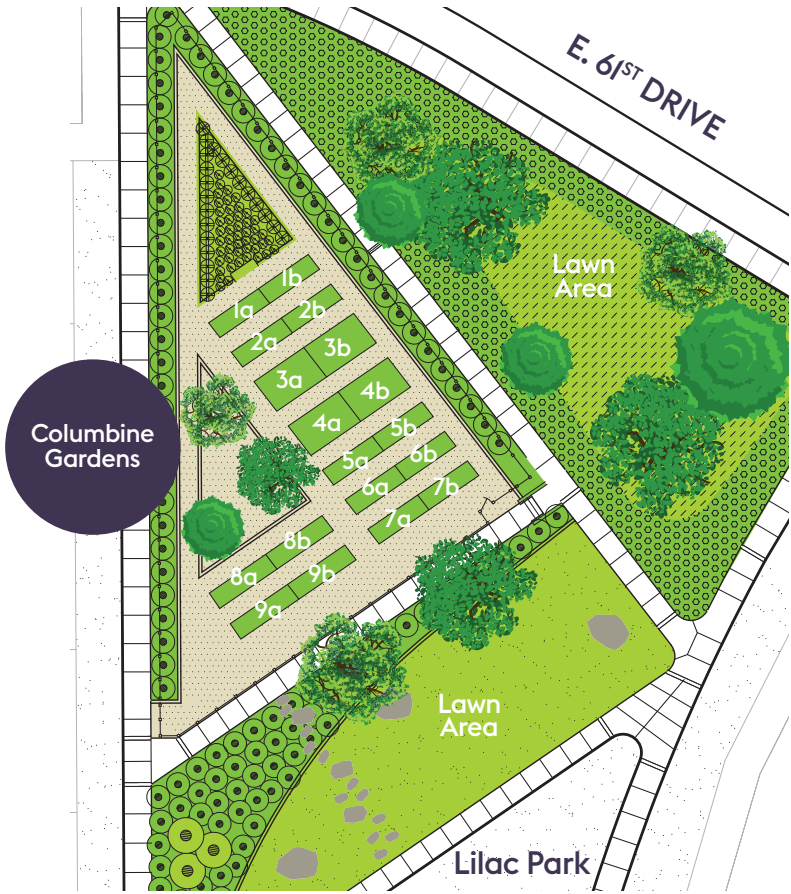 E. 61ST DRIVE
Lawn
Area
1b
1a
2b
2a
3b
3a
4b
4a
5b
5a
6b
6a
7b
7a
8b
8a
9b
9a
Columbine
Gardens
Lawn
Area
Lilac Park